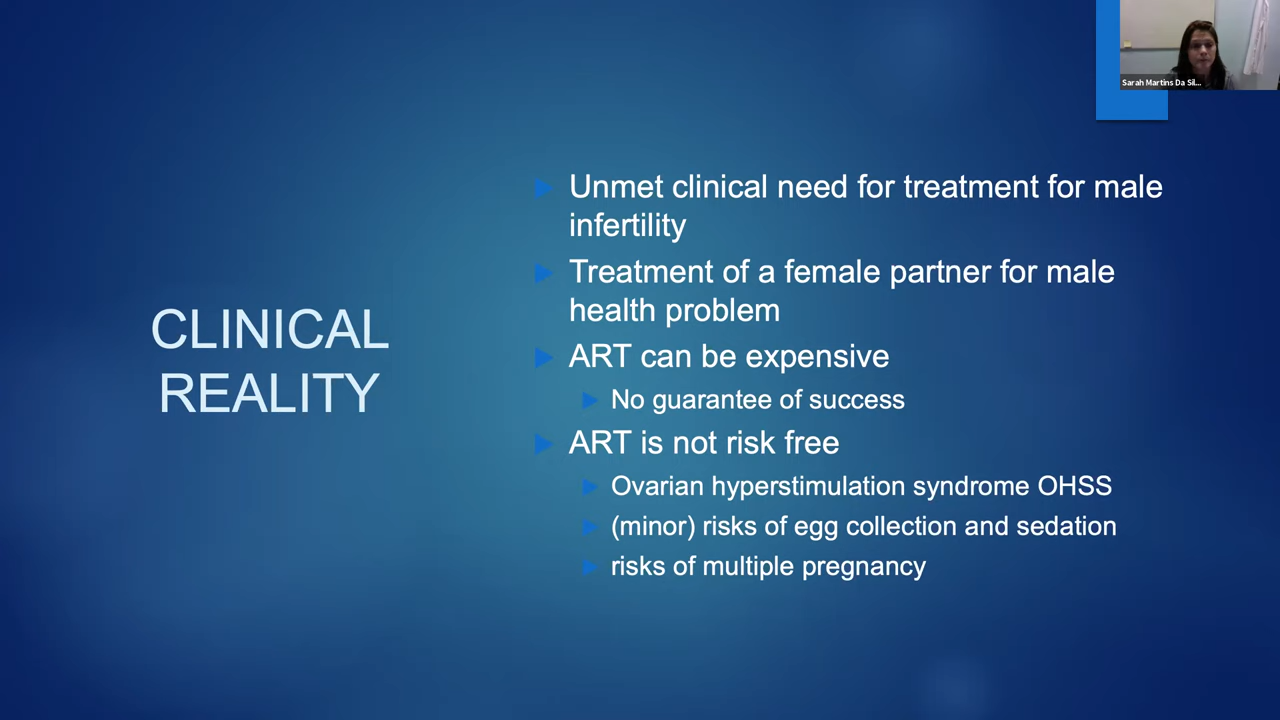 Sarah Martins Da Sil...
CLINICAL
REALITY
Unmet clinical need for treatment for male
infertility
Treatment of a female partner for male
health problem
ART can be expensive
No guarantee of success
ART is not risk free
Ovarian hyperstimulation syndrome OHSS
(minor) risks of egg collection and sedation
risks of multiple pregnancy